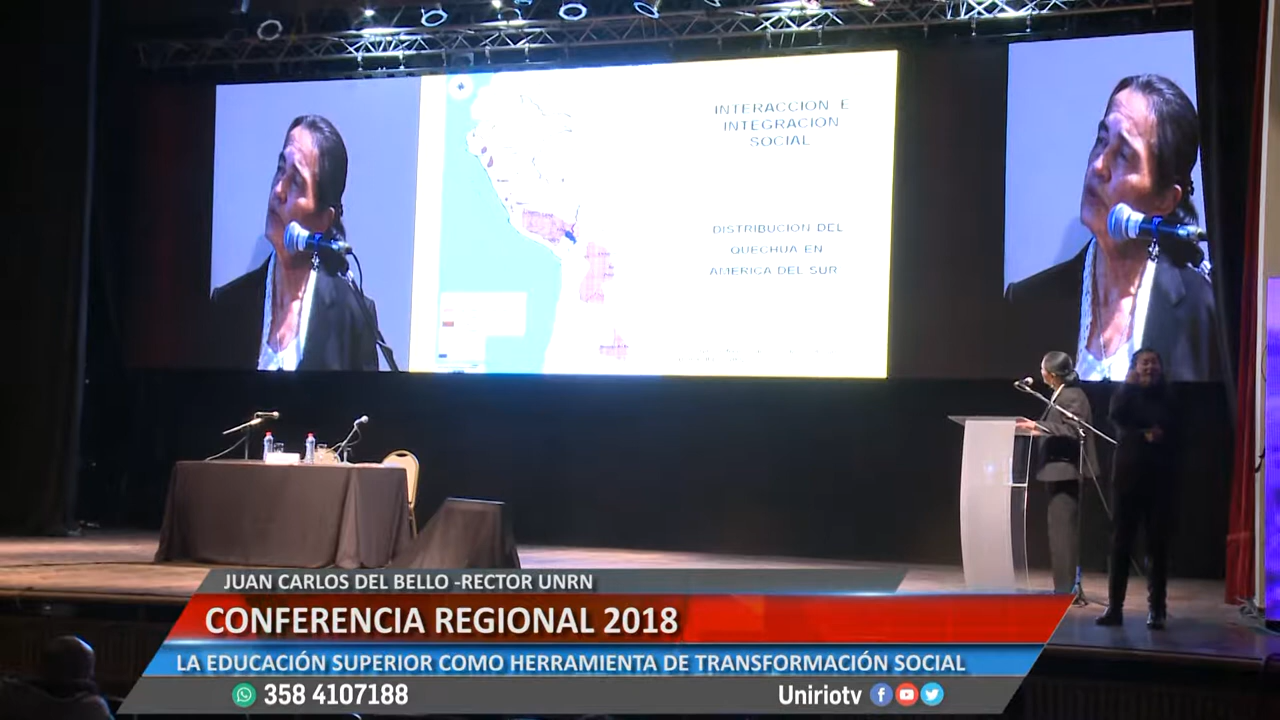 INTERACCION E
INTEGRACION
SOCIAL
DISTRIBUCION DEL
QUECHUA EN
AMERICA DEL SUR
JUAN CARLOS DEL BELLO -RECTOR UNRN
CONFERENCIA REGIONAL 2018
LA EDUCACIÓN SUPERIOR COMO HERRAMIENTA DE TRANSFORMACIÓN SOCIAL
358 4107188
Uniriotv